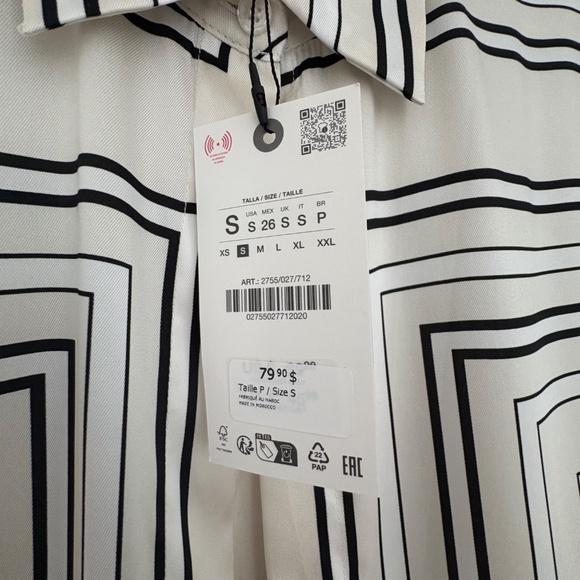 TALLA / SIZE / TAILLE
S USA S MEX 26 UK S IT S BR P
XS S M L XL XXL
ART.: 2755/027/712
02755027712020
79 90 $
Taille P / Size S
FABRIQUÉ AU MAROC
MADE IN MOROCCO
FSC
22
PAP
EAC